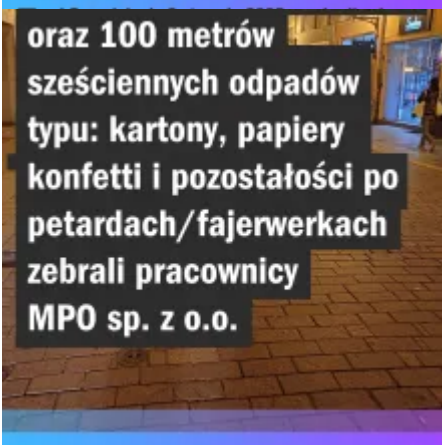 oraz 100 metrów
sześciennych odpadów
typu: kartony, papiery
konfetti i pozostałości po
petardach/fajerwerkach
zebrali pracownicy
MPO sp. z o.o.